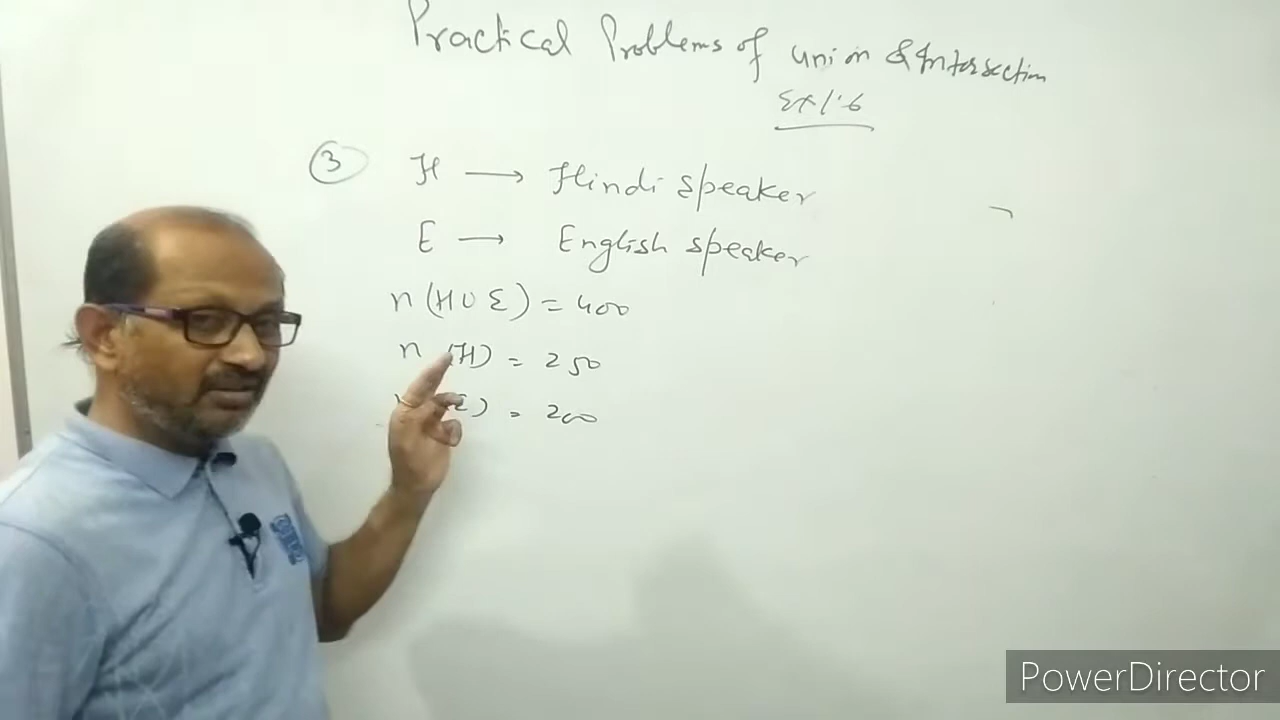 Practical Problems of union & Intersection
Ex 1.6
3 H → Hindi speaker
E → English speaker
n (H ∪ E) = 400
n (H) = 250
(E) = 200
PowerDirector